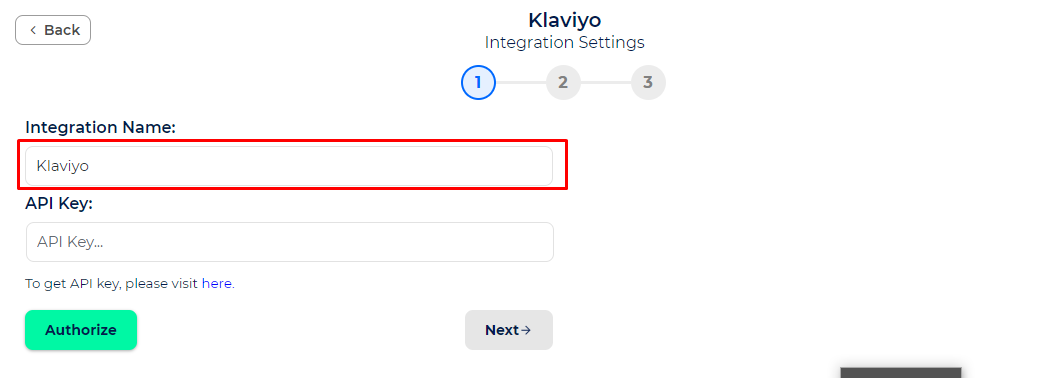 Back
Klaviyo
Integration Settings
1 2 3
Integration Name:
Klaviyo
API Key:
API Key...
To get API key, please visit here.
Authorize
Next